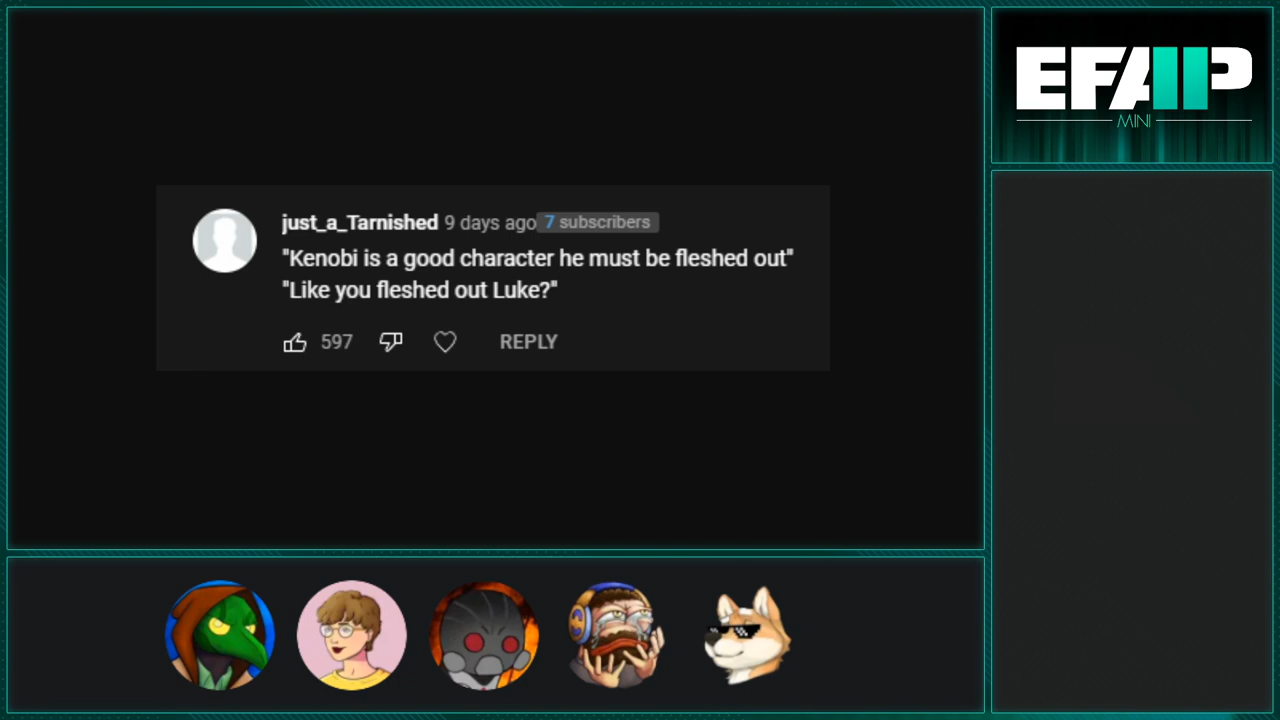 EFAP
MINI
just_a_Tarnished 9 days ago 7 subscribers
"Kenobi is a good character he must be fleshed out"
"Like you fleshed out Luke?"
597 REPLY